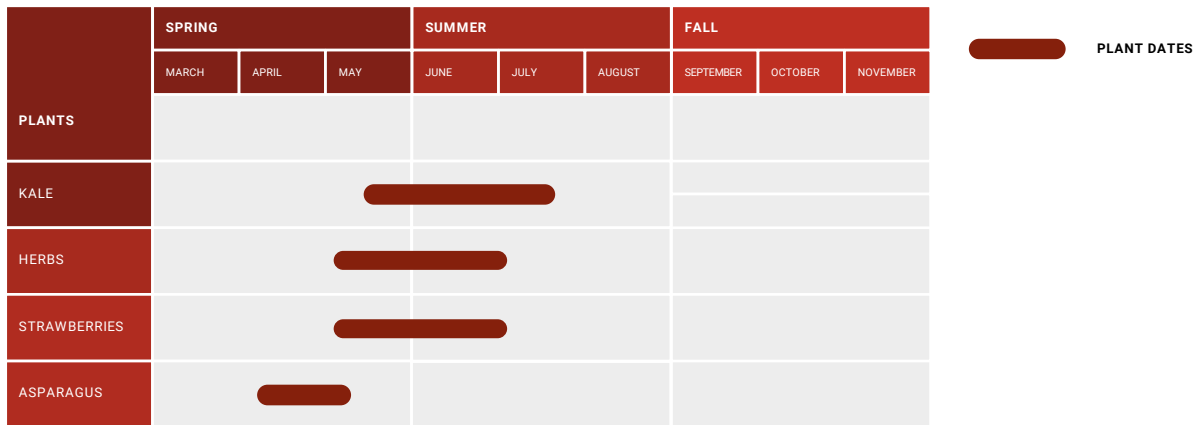 SPRING
SUMMER
FALL
PLANT DATES
MARCH
APRIL
MAY
JUNE
JULY
AUGUST
SEPTEMBER
OCTOBER
NOVEMBER
PLANTS
KALE
HERBS
STRAWBERRIES
ASPARAGUS